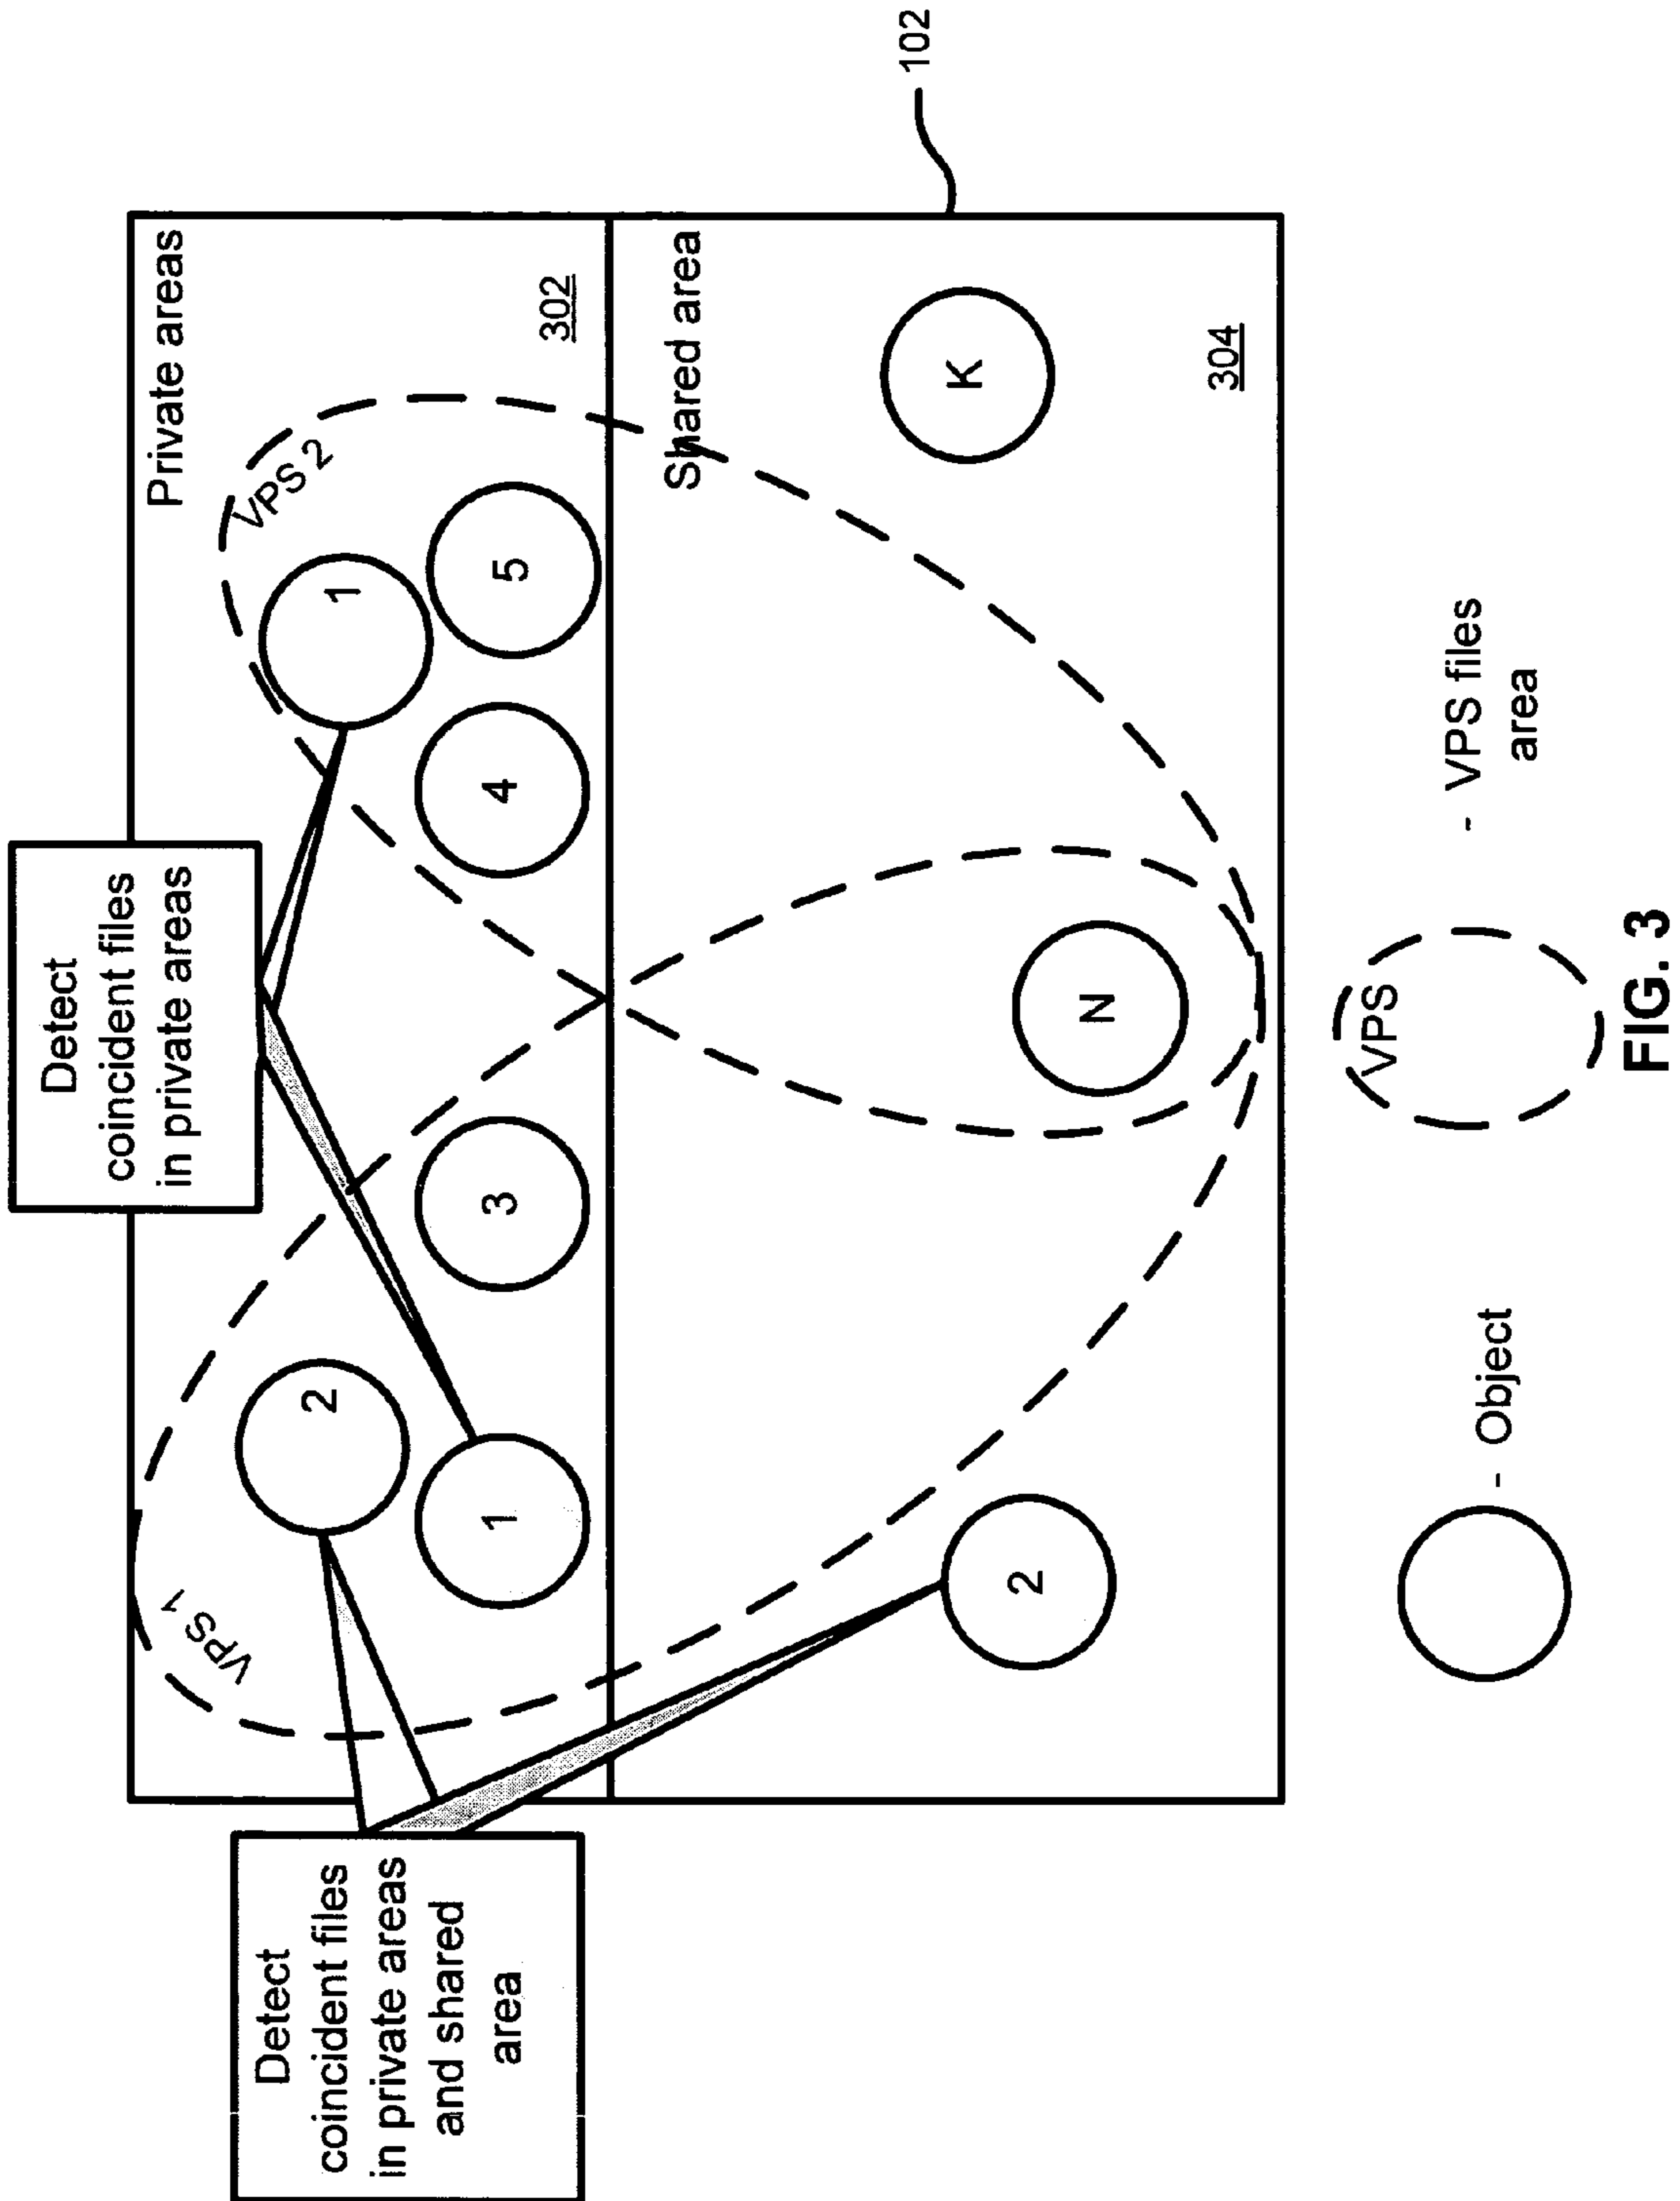 Detect
coincident files
in private areas
Detect
coincident files
in private areas
and shared
area
Private areas
VPS 1
VPS 2
2
1
1
3
4
5
302
Shared area
2
N
K
304
102
- Object
VPS
- VPS files
area
FIG. 3